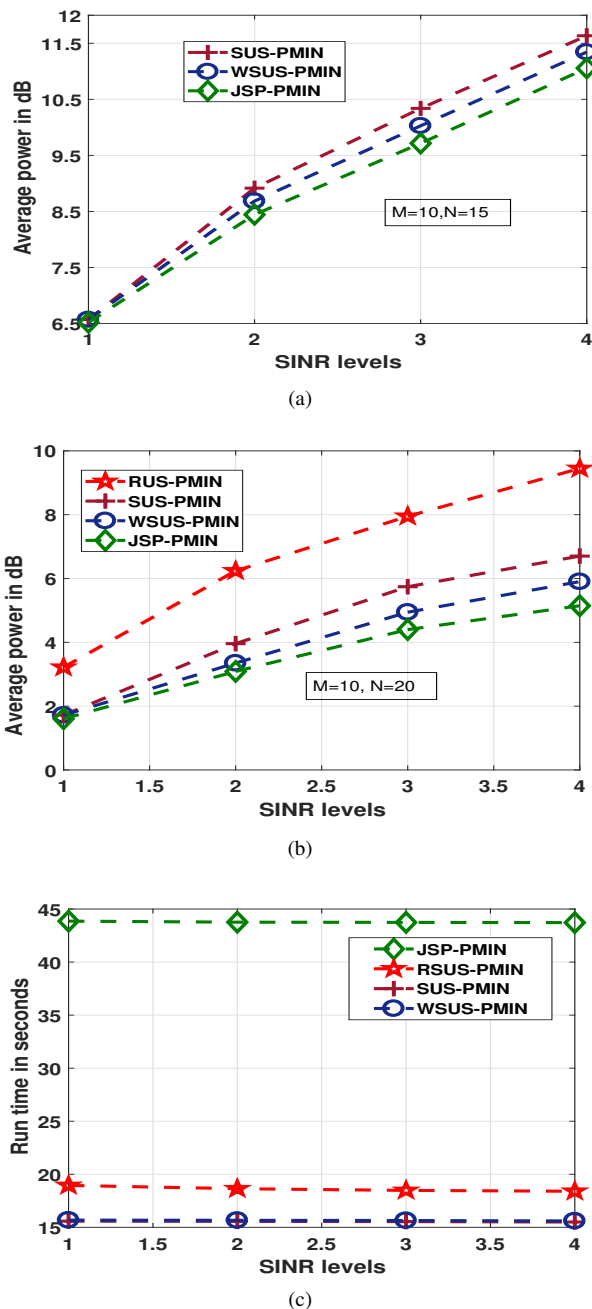 12
11.5
10.5
9.5
8.5
7.5
6.5
Average power in dB
SUS-PMIN
WSUS-PMIN
JSP-PMIN
M=10,N=15
1 2 3 4
SINR levels
(a)
10
8
6
4
2
0
Average power in dB
RUS-PMIN
SUS-PMIN
WSUS-PMIN
JSP-PMIN
M=10, N=20
1 1.5 2 2.5 3 3.5 4
SINR levels
(b)
45
40
35
30
25
20
15
Run time in seconds
JSP-PMIN
RSUS-PMIN
SUS-PMIN
WSUS-PMIN
1 1.5 2 2.5 3 3.5 4
SINR levels
(c)